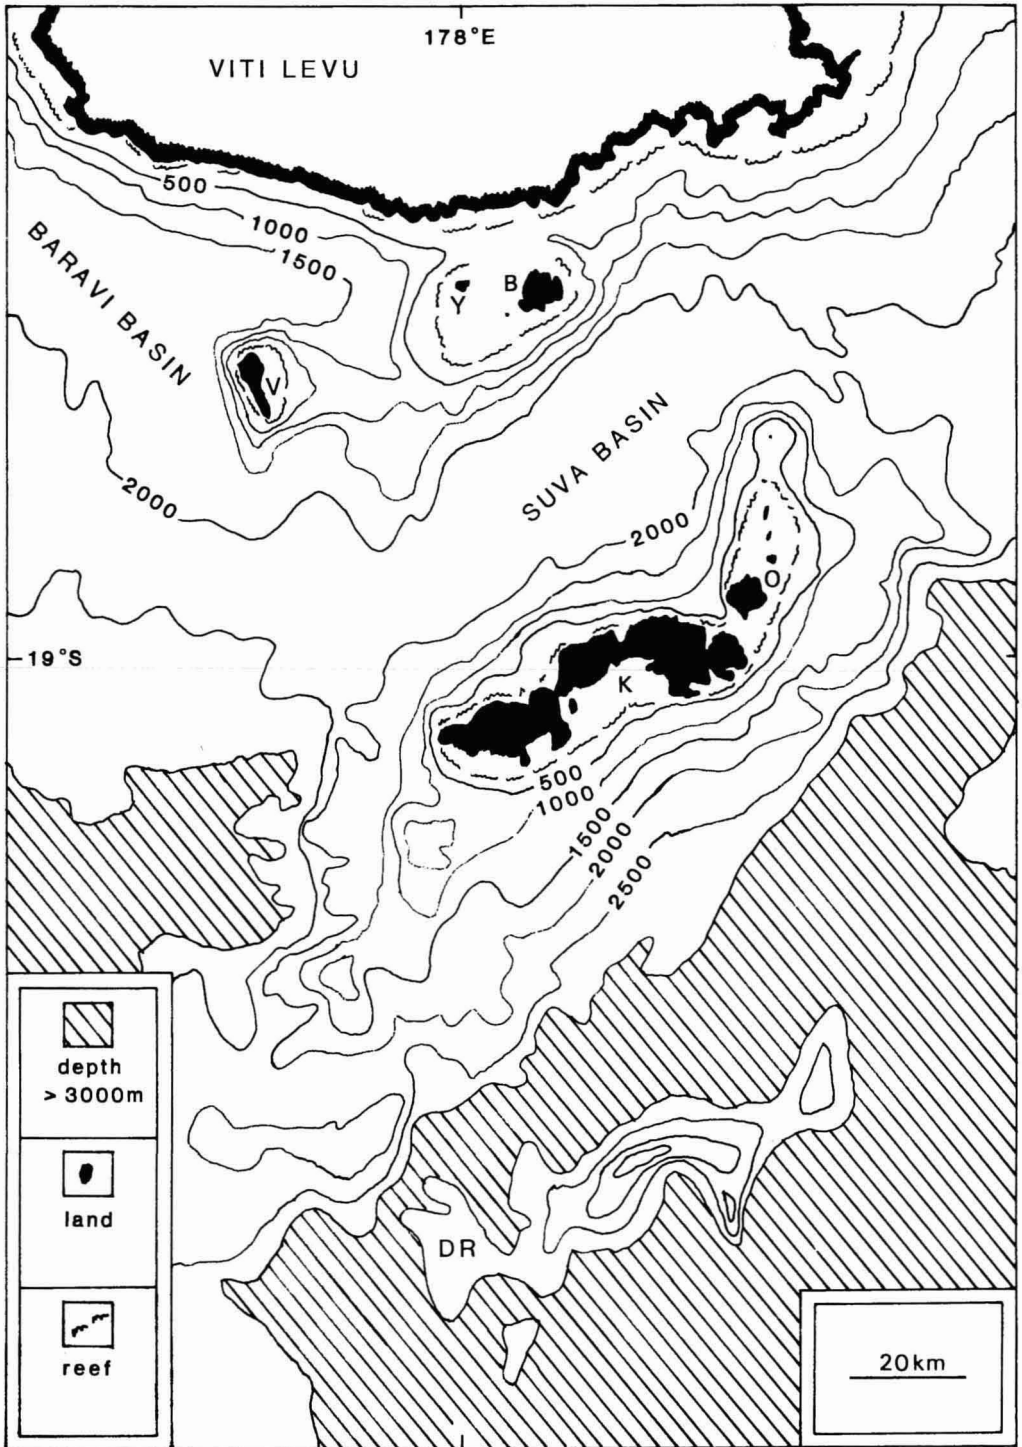 178°E
VITI LEVU
500
1000
1500
BARAVI BASIN
Y
B
V
SUVA BASIN
2000
2000
O
19°S
K
500
1000
1500
2000
2500
depth
> 3000m
land
reef
DR
20km